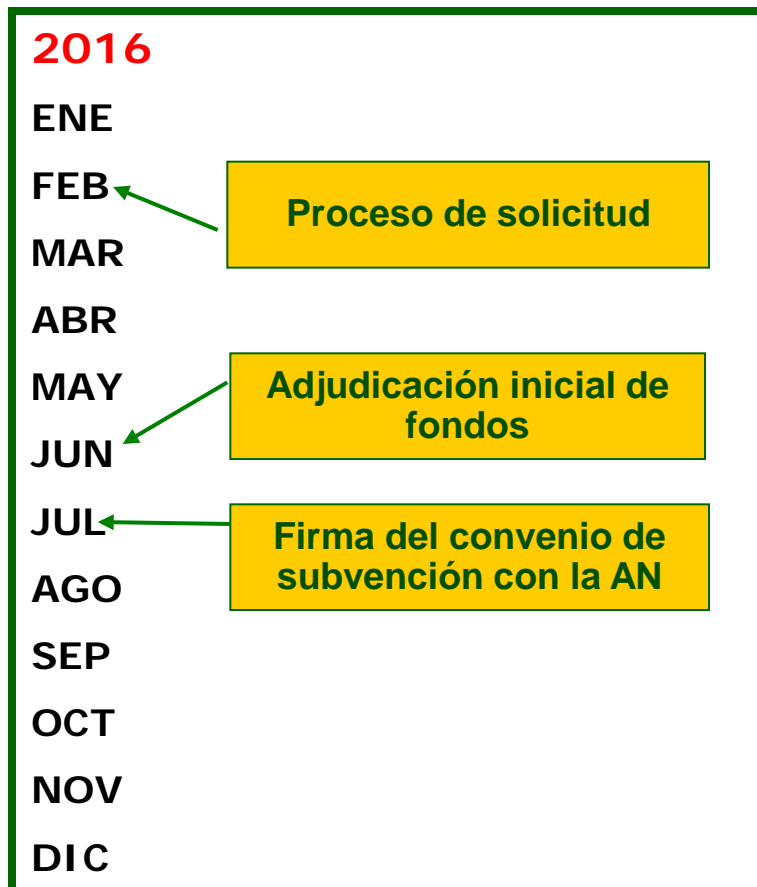 2016
ENE
FEB
Proceso de solicitud
MAR
ABR
MAY
Adjudicación inicial de
fondos
JUN
JUL
Firma del convenio de
subvención con la AN
AGO
SEP
OCT
NOV
DIC